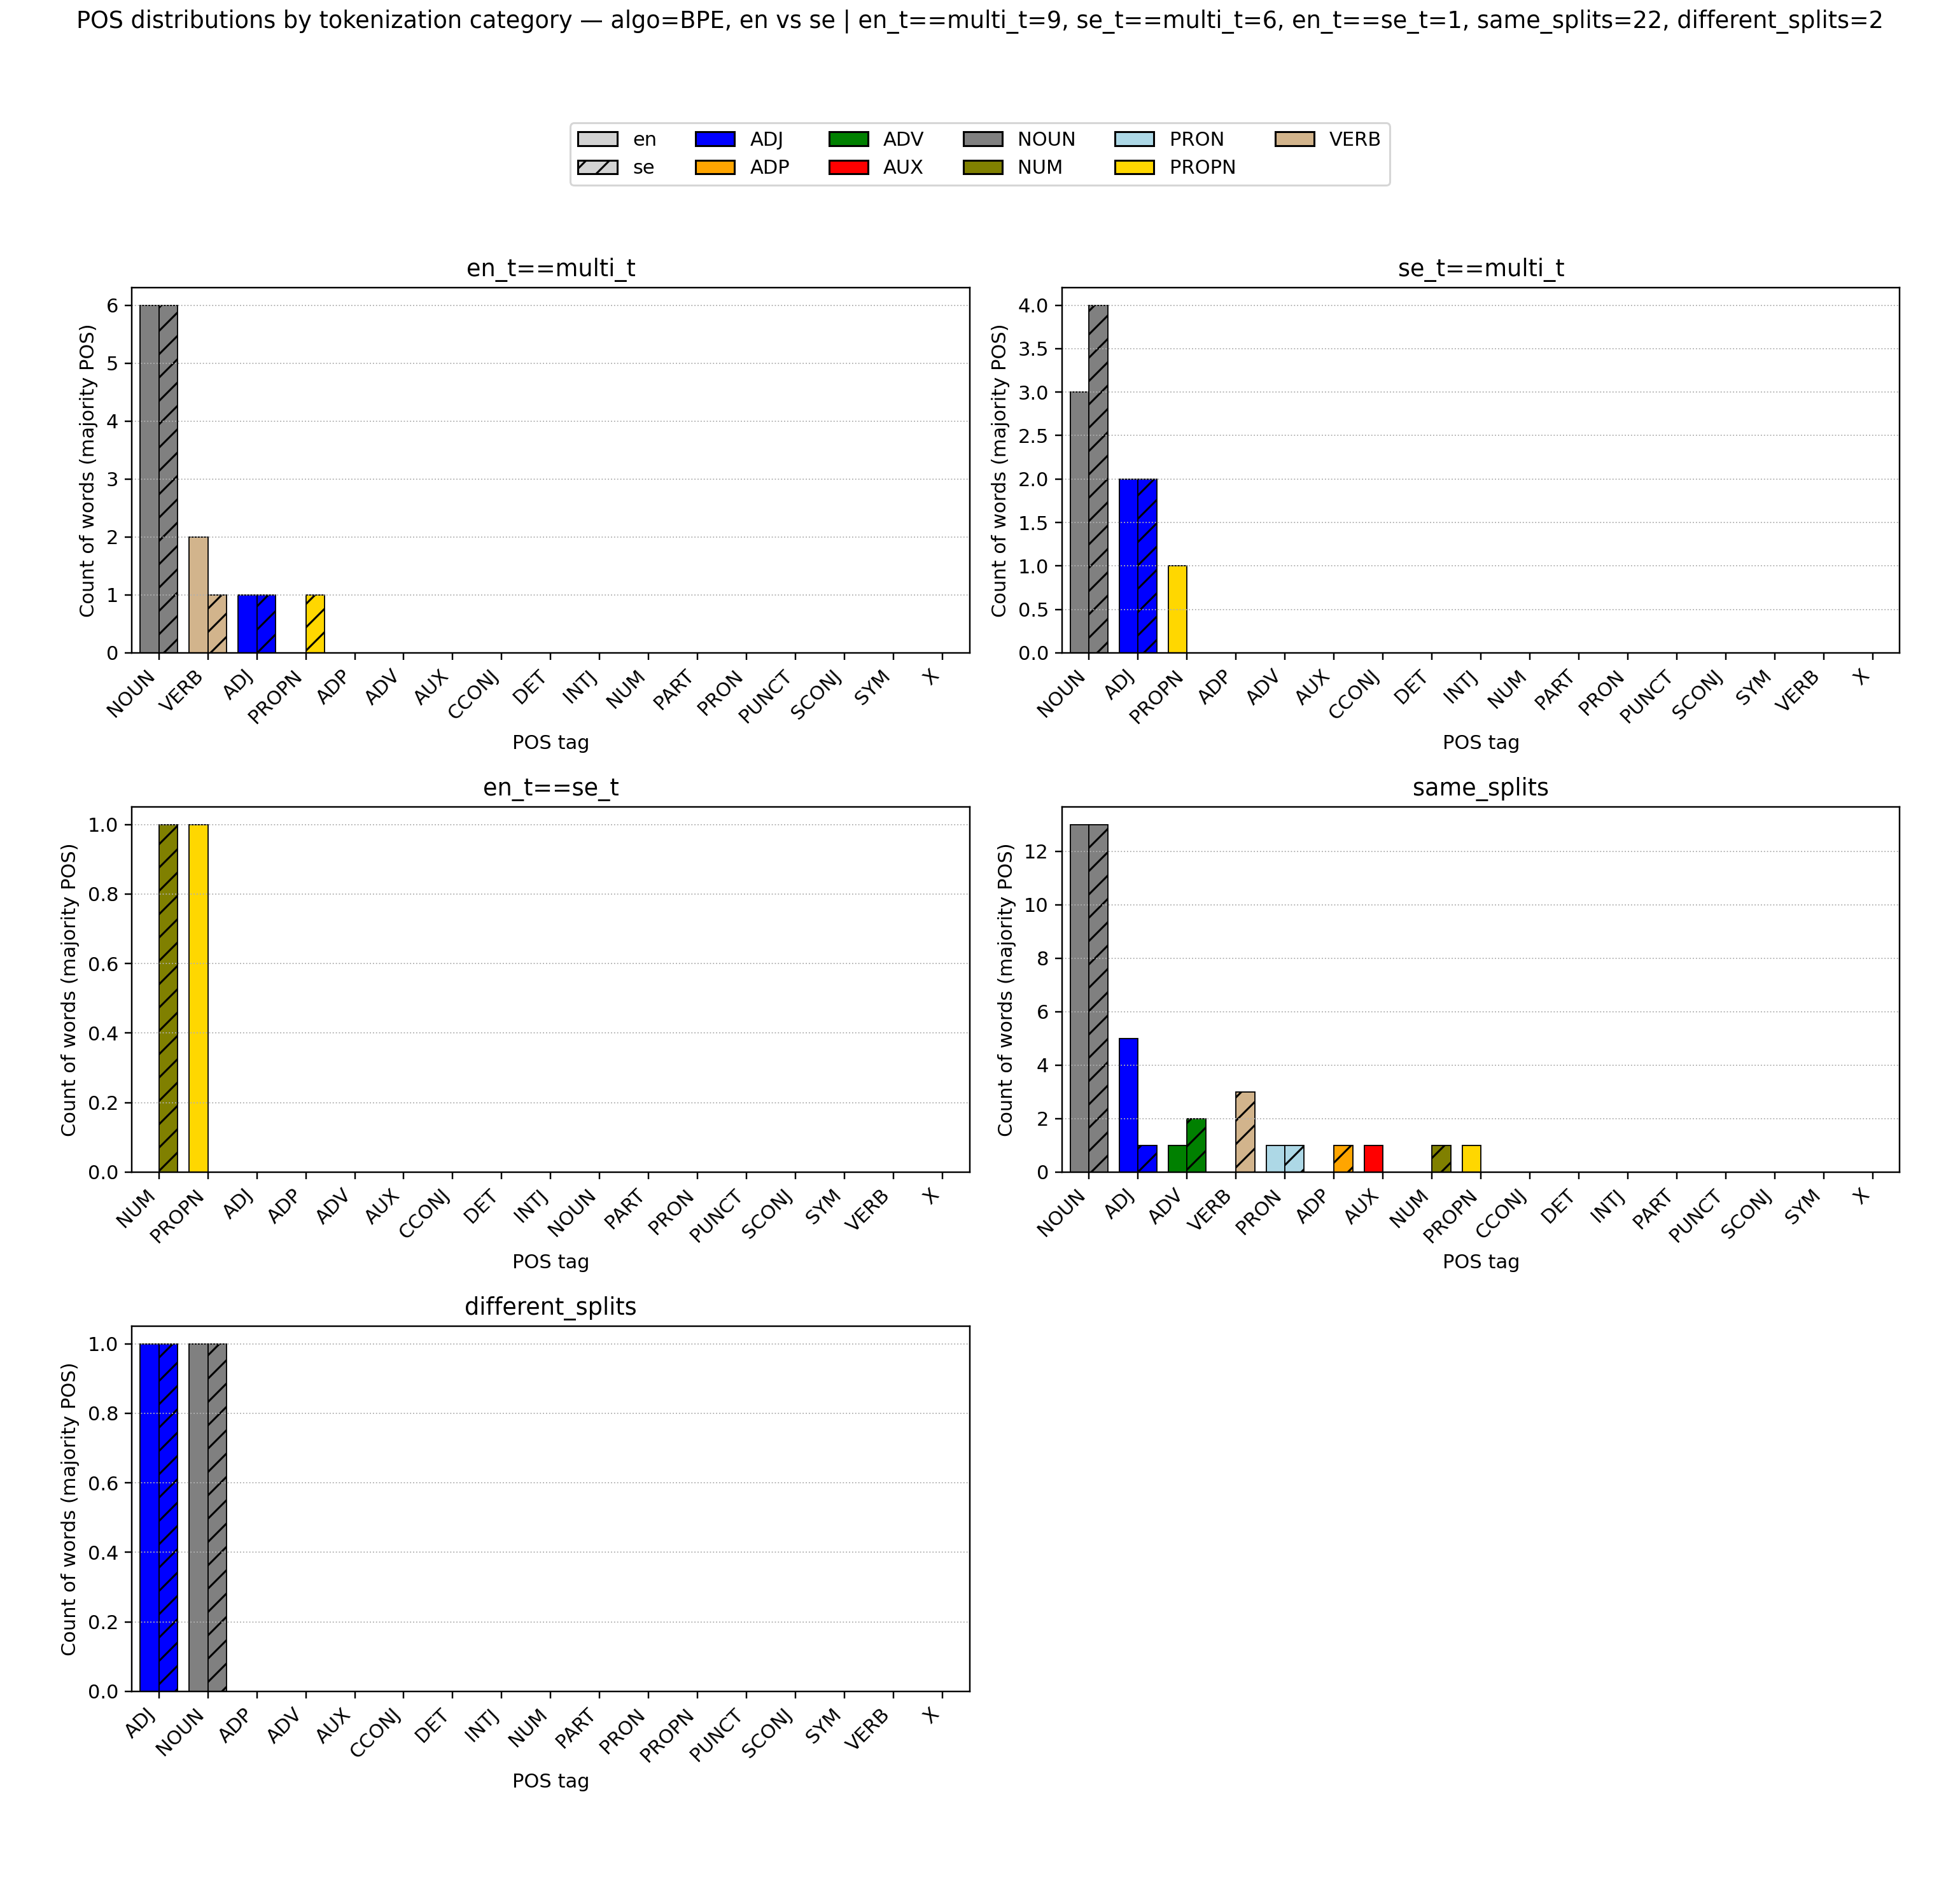 POS distributions by tokenization category — algo=BPE, en vs se | en_t==multi_t=9, se_t==multi_t=6, en_t==se_t=1, same_splits=22, different_splits=2
en ADJ ADV NOUN PRON VERB
se ADP AUX NUM PROPN
en_t==multi_t
Count of words (majority POS)
6
5
4
3
2
1
0
NOUN VERB ADJ PROPN ADP ADV AUX CCONJ DET INTJ NUM PART PRON PUNCT SCONJ SYM X
POS tag
se_t==multi_t
Count of words (majority POS)
4.0
3.5
3.0
2.5
2.0
1.5
1.0
0.5
0.0
NOUN ADJ PROPN ADP ADV AUX CCONJ DET INTJ NUM PART PRON PUNCT SCONJ SYM VERB X
POS tag
en_t==se_t
Count of words (majority POS)
1.0
0.8
0.6
0.4
0.2
0.0
NUM PROPN ADJ ADP ADV AUX CCONJ DET INTJ NOUN PART PRON PUNCT SCONJ SYM VERB X
POS tag
same_splits
Count of words (majority POS)
12
10
8
6
4
2
0
NOUN ADJ ADV VERB PRON ADP AUX NUM PROPN CCONJ DET INTJ PART PUNCT SCONJ SYM X
POS tag
different_splits
Count of words (majority POS)
1.0
0.8
0.6
0.4
0.2
0.0
ADJ NOUN ADP ADV AUX CCONJ DET INTJ NUM PART PRON PROPN PUNCT SCONJ SYM VERB X
POS tag